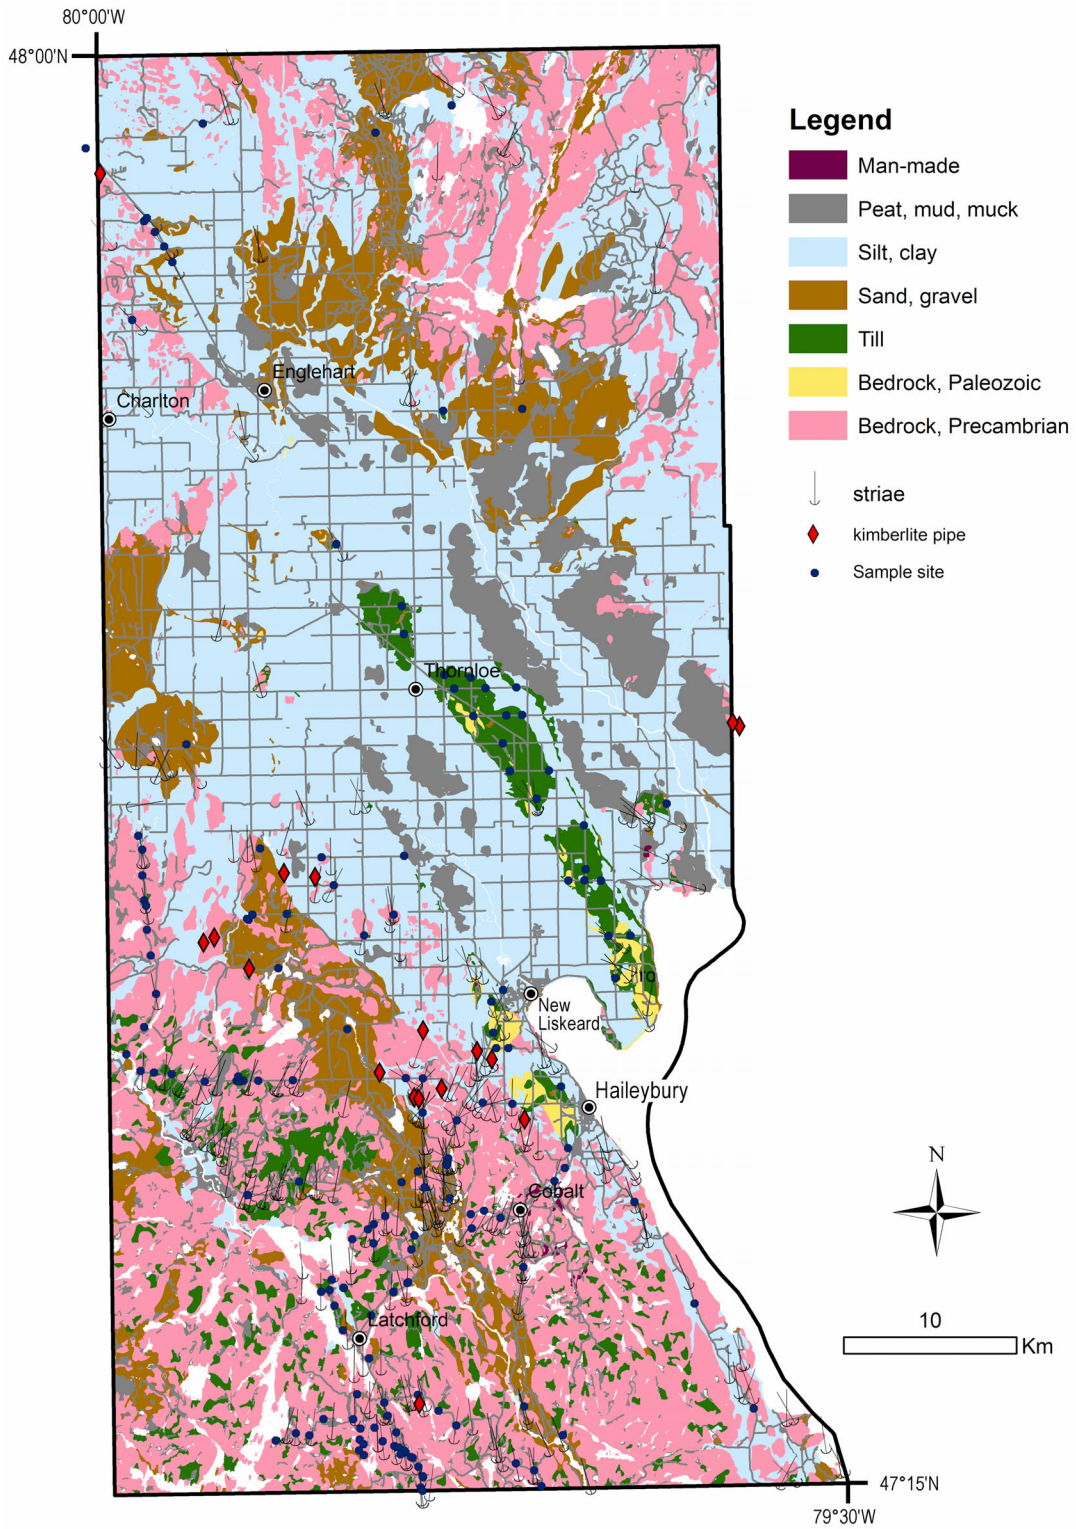 80°00'W
48°00'N
Legend
Man-made
Peat, mud, muck
Silt, clay
Sand, gravel
Till
Bedrock, Paleozoic
Bedrock, Precambrian
striae
kimberlite pipe
Sample site
Englehart
Charlton
Thornloe
New
Liskeard
Haileybury
Cobalt
Latchford
N
10
Km
47°15'N
79°30'W